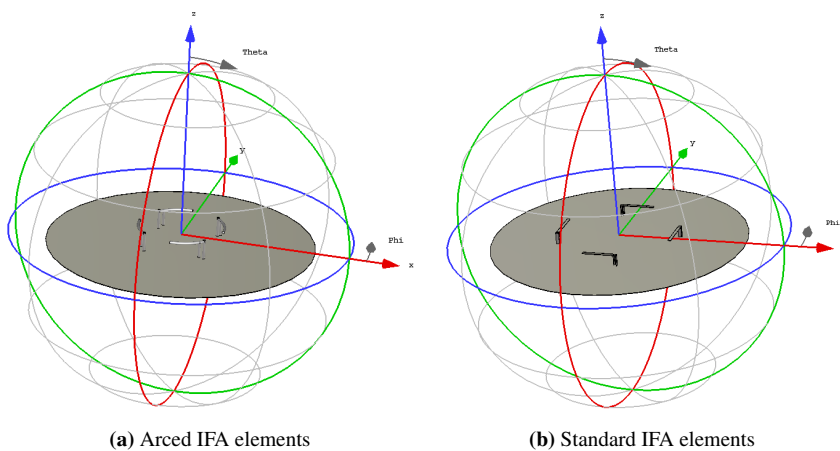 z
Theta
y
Phi
x
(a) Arced IFA elements
z
Theta
y
Phi
(b) Standard IFA elements